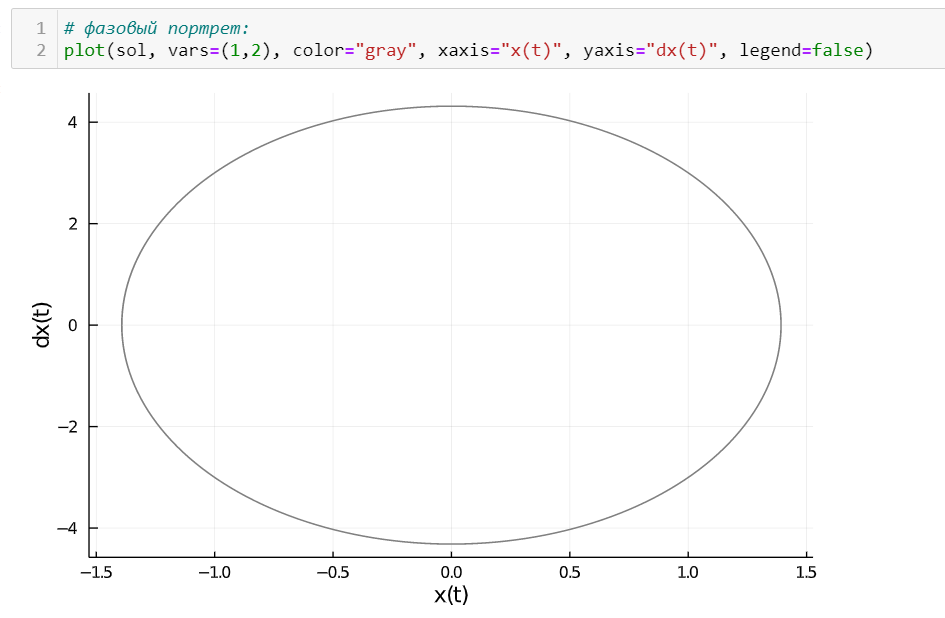 1 # фазовый портрет:
2 plot(sol, vars=(1,2), color="gray", xaxis="x(t)", yaxis="dx(t)", legend=false)
4
2
0
−2
−4
dx(t)
−1.5 −1.0 −0.5 0.0 0.5 1.0 1.5
x(t)